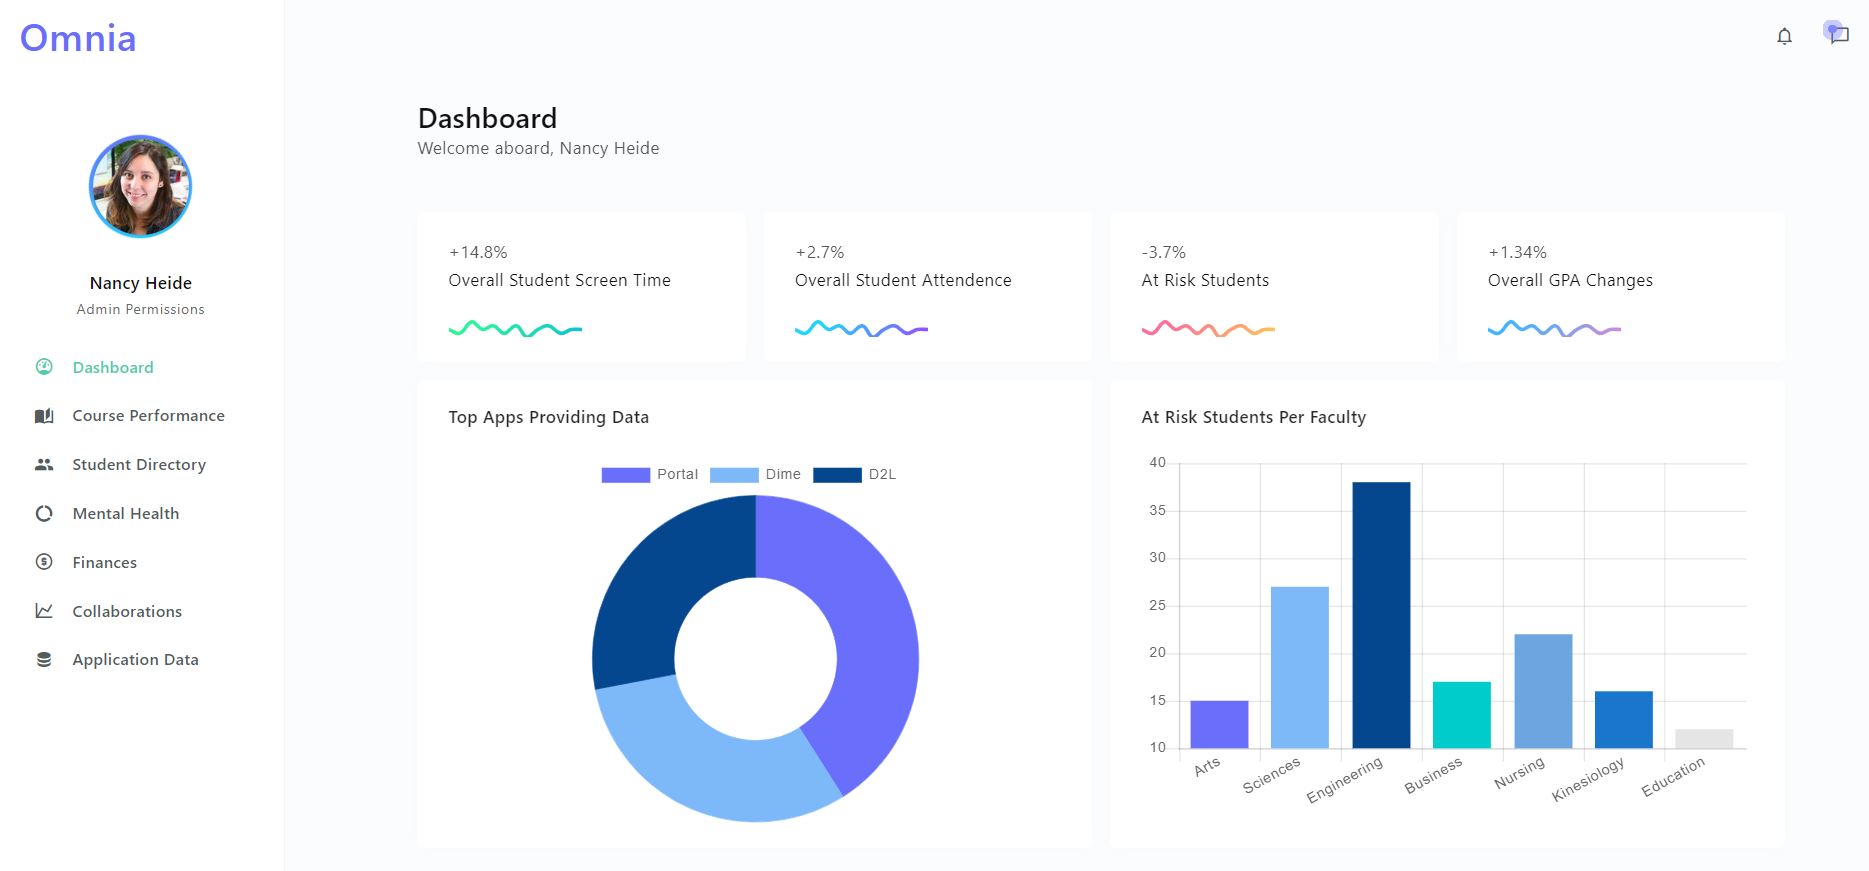 Omnia
Nancy Heide
Admin Permissions
Dashboard
Course Performance
Student Directory
Mental Health
Finances
Collaborations
Application Data
Dashboard
Welcome aboard, Nancy Heide
+14.8%
Overall Student Screen Time
+2.7%
Overall Student Attendence
-3.7%
At Risk Students
+1.34%
Overall GPA Changes
Top Apps Providing Data
Portal Dime D2L
At Risk Students Per Faculty
40
35
30
25
20
15
10
Arts Sciences Engineering Business Nursing Kinesiology Education